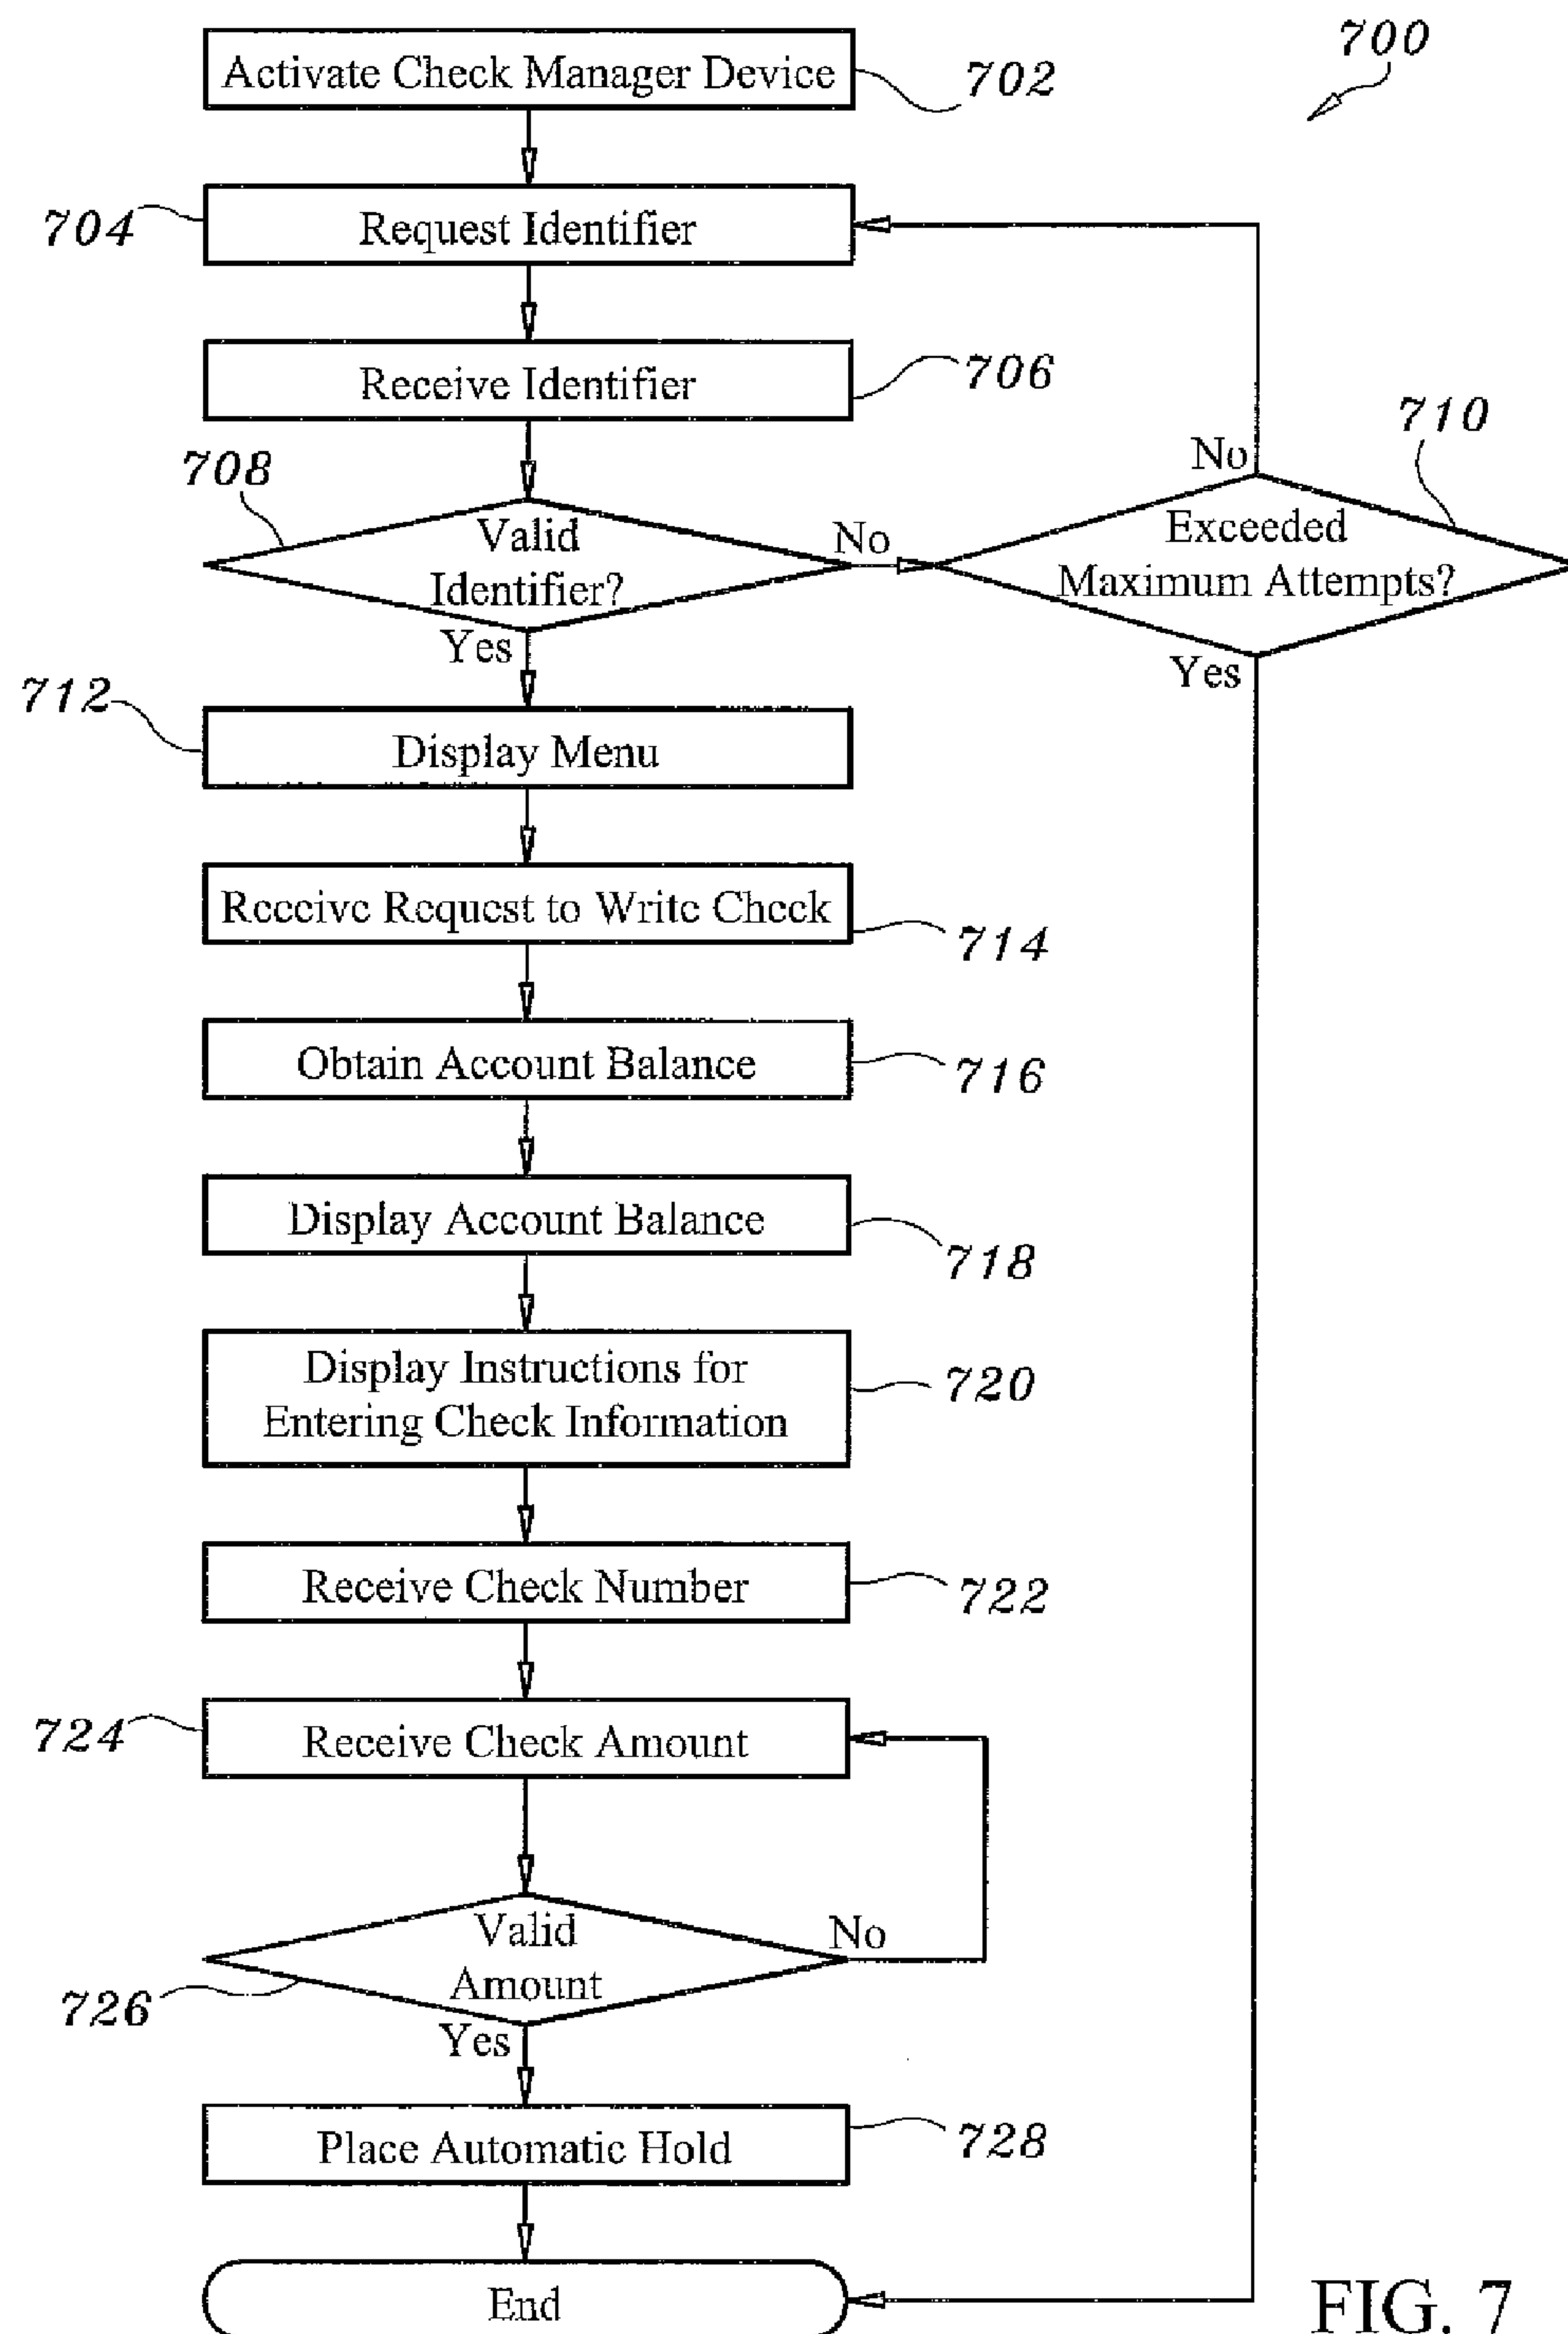 700
Activate Check Manager Device
702
704
Request Identifier
Receive Identifier
706
708
Valid
Identifier?
No
Yes
710
No
Exceeded
Maximum Attempts?
Yes
712
Display Menu
Receive Request to Write Check
714
Obtain Account Balance
716
Display Account Balance
718
Display Instructions for
Entering Check Information
720
Receive Check Number
722
724
Receive Check Amount
Valid
Amount
No
726
Yes
Place Automatic Hold
728
End
FIG. 7